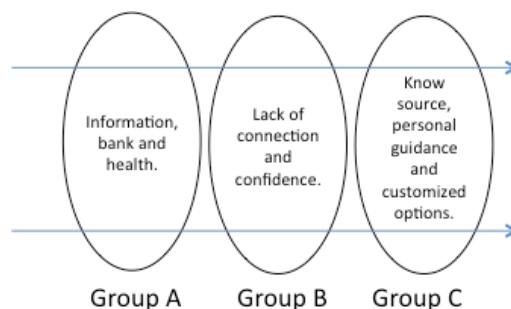 Information,
bank and
health.
Lack of
connection
and
confidence.
Know
source,
personal
guidance
and
customized
options.
Group A
Group B
Group C